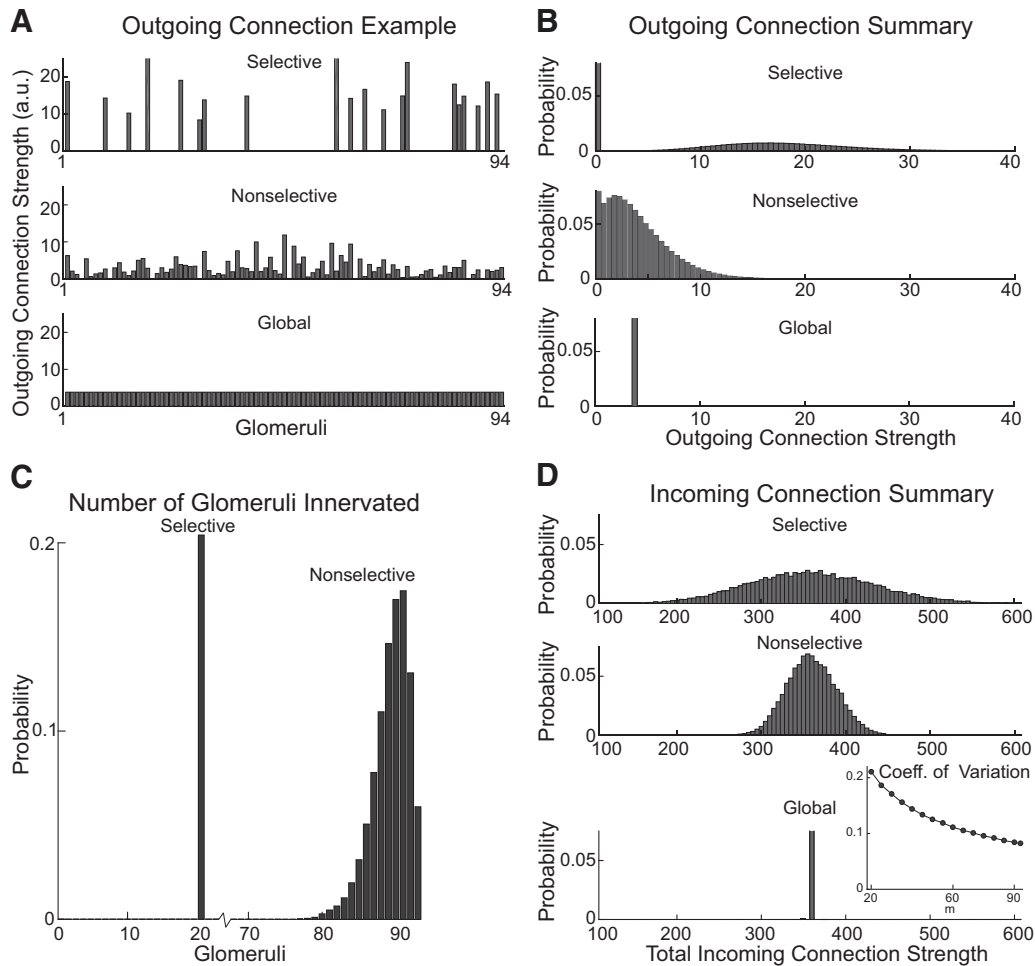 A
Outgoing Connection Example
Outgoing Connection Strength (a.u.)
Selective
20
10
0
1
94
Nonselective
20
10
0
1
94
Global
20
10
0
1
94
Glomeruli
B
Outgoing Connection Summary
Selective
Probability
0.05
0
0
10
20
30
40
Nonselective
Probability
0.05
0
0
10
20
30
40
Global
Probability
0.05
0
0
10
20
30
40
Outgoing Connection Strength
C
Number of Glomeruli Innervated
Selective
Nonselective
Probability
0.2
0.1
0
0
10
20
70
80
90
Glomeruli
D
Incoming Connection Summary
Selective
Probability
0.05
0
100
200
300
400
500
600
Nonselective
Probability
0.05
0
100
200
300
400
500
600
Coeff. of Variation
0.2
0.1
0
20
60
90
m
Global
Probability
0.05
0
100
200
300
400
500
600
Total Incoming Connection Strength